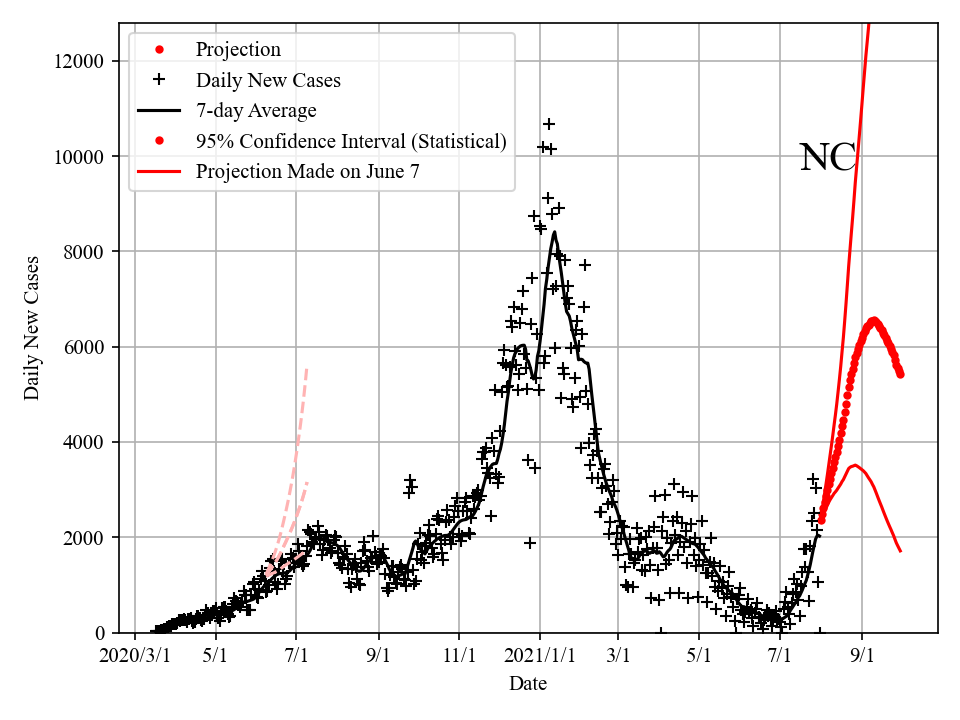 Projection
Daily New Cases
7-day Average
95% Confidence Interval (Statistical)
Projection Made on June 7
NC
12000
10000
8000
6000
4000
2000
0
Daily New Cases
2020/3/1 5/1 7/1 9/1 11/1 2021/1/1 3/1 5/1 7/1 9/1
Date